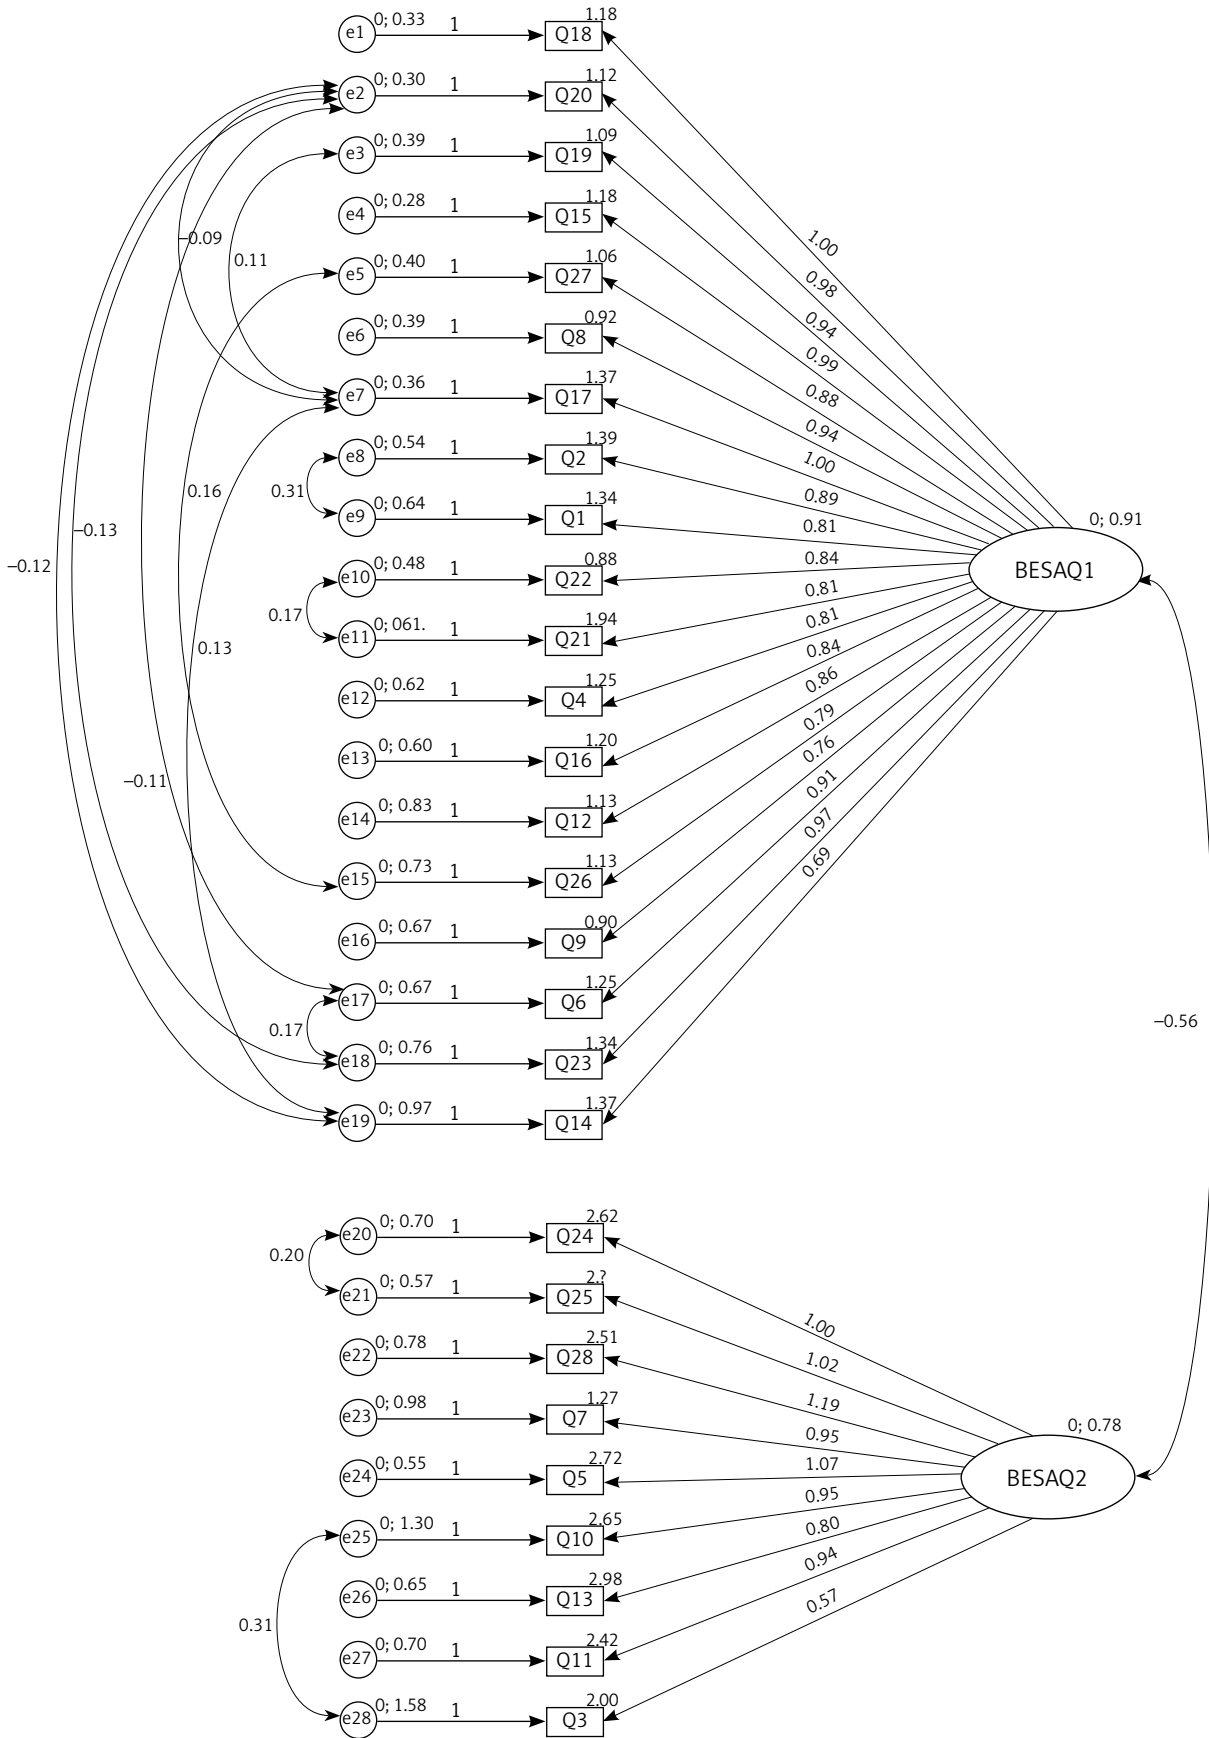 e1 0; 0.33 1 Q18 1.18
e2 0; 0.30 1 Q20 1.12
e3 0; 0.39 1 Q19 1.09
e4 0; 0.28 1 Q15 1.18
e5 0; 0.40 1 Q27 1.06
e6 0; 0.39 1 Q8 0.92
e7 0; 0.36 1 Q17 1.37
e8 0; 0.54 1 Q2 1.39
e9 0; 0.64 1 Q1 1.34
e10 0; 0.48 1 Q22 0.88
e11 0; 061. 1 Q21 1.94
e12 0; 0.62 1 Q4 1.25
e13 0; 0.60 1 Q16 1.20
e14 0; 0.83 1 Q12 1.13
e15 0; 0.73 1 Q26 1.13
e16 0; 0.67 1 Q9 0.90
e17 0; 0.67 1 Q6 1.25
e18 0; 0.76 1 Q23 1.34
e19 0; 0.97 1 Q14 1.37
−0.09
0.11
0.16
0.31
−0.13
−0.12
0.17
0.13
−0.11
0.17
1.00
0.98
0.94
0.99
0.88
0.94
1.00
0.89
0.81
0.84
0.81
0.81
0.84
0.86
0.79
0.76
0.91
0.97
0.69
0; 0.91
BESAQ1
−0.56
e20 0; 0.70 1 Q24 2.62
e21 0; 0.57 1 Q25 2.?
e22 0; 0.78 1 Q28 2.51
e23 0; 0.98 1 Q7 1.27
e24 0; 0.55 1 Q5 2.72
e25 0; 1.30 1 Q10 2.65
e26 0; 0.65 1 Q13 2.98
e27 0; 0.70 1 Q11 2.42
e28 0; 1.58 1 Q3 2.00
0.20
0.31
1.00
1.02
1.19
0.95
1.07
0.95
0.80
0.94
0.57
0; 0.78
BESAQ2